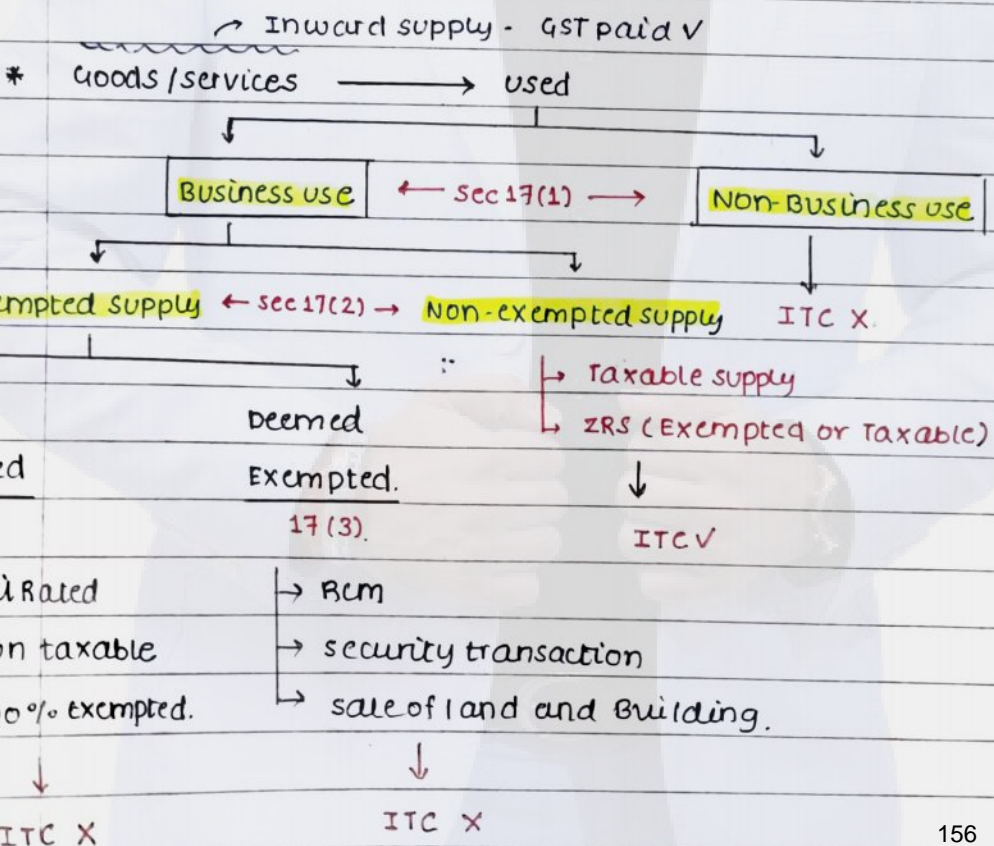 Inward supply - GST paid ✓
* Goods / services → used
Business use ← sec 17(1) → Non-Business use
empted supply ← sec 17(2) → Non-exempted supply ITC X.
→ Taxable supply
Deemed → ZRS (Exempted or Taxable)
ed Exempted.
17(3). ITC ✓
Rated → RCM
on taxable → security transaction
0% exempted. → sale of land and Building.
ITC X ITC X
156